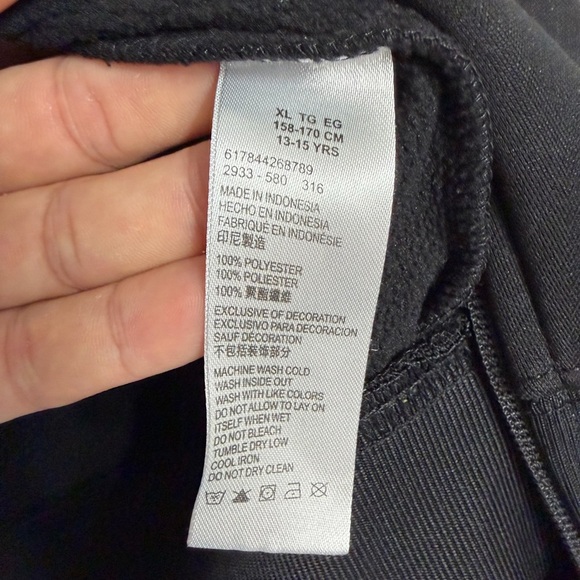 XL TG EG
158-170 CM
13-15 YRS
617844268789
2933 - 580 316
MADE IN INDONESIA
HECHO EN INDONESIA
FABRIQUÉ EN INDONÉSIE
印尼製造
100% POLYESTER
100% POLIESTER
100% 聚酯纖維
EXCLUSIVE OF DECORATION
EXCLUSIVO PARA DECORACION
SAUF DECORATION
不包括装饰部分
MACHINE WASH COLD
WASH INSIDE OUT
WASH WITH LIKE COLORS
DO NOT ALLOW TO LAY ON
ITSELF WHEN WET
DO NOT BLEACH
TUMBLE DRY LOW
COOL IRON
DO NOT DRY CLEAN